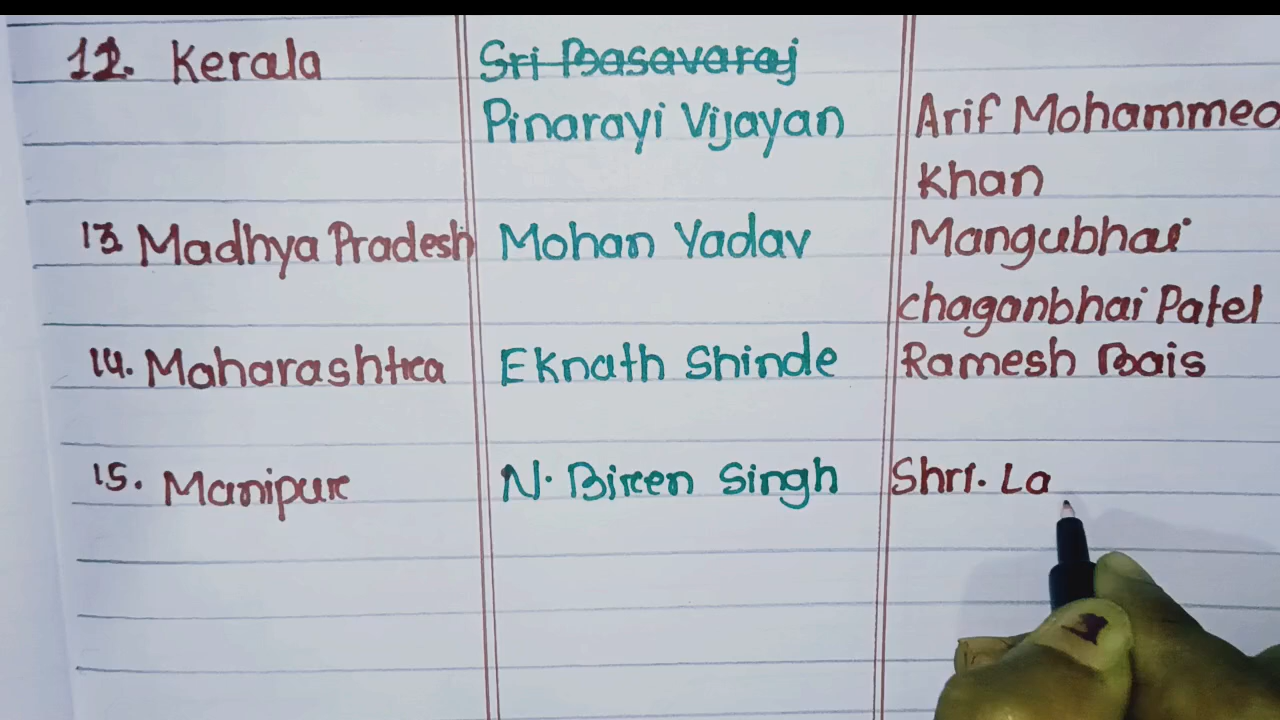 12. Kerala Sri Basavaraj
Pinarayi Vijayan Arif Mohammed
Khan
13. Madhya Pradesh Mohan Yadav Mangubhai
chaganbhai Patel
14. Maharashtra Eknath Shinde Ramesh Bais
15. Manipur N. Biren Singh Shri. La